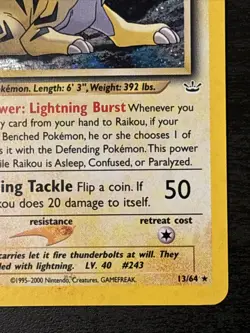 okémon. Length: 6' 3", Weight: 392 lbs.
ower: Lightning Burst Whenever you
y card from your hand to Raikou, if your
Benched Pokémon, he or she chooses 1 of
s it with the Defending Pokémon. This power
ile Raikou is Asleep, Confused, or Paralyzed.
ing Tackle Flip a coin. If 50
kou does 20 damage to itself.
resistance retreat cost
carries let it fire thunderbolts at will. They
led with lightning. LV. 40 #243
©1995-2000 Nintendo, Creatures, GAMEFREAK. 13/64 ★